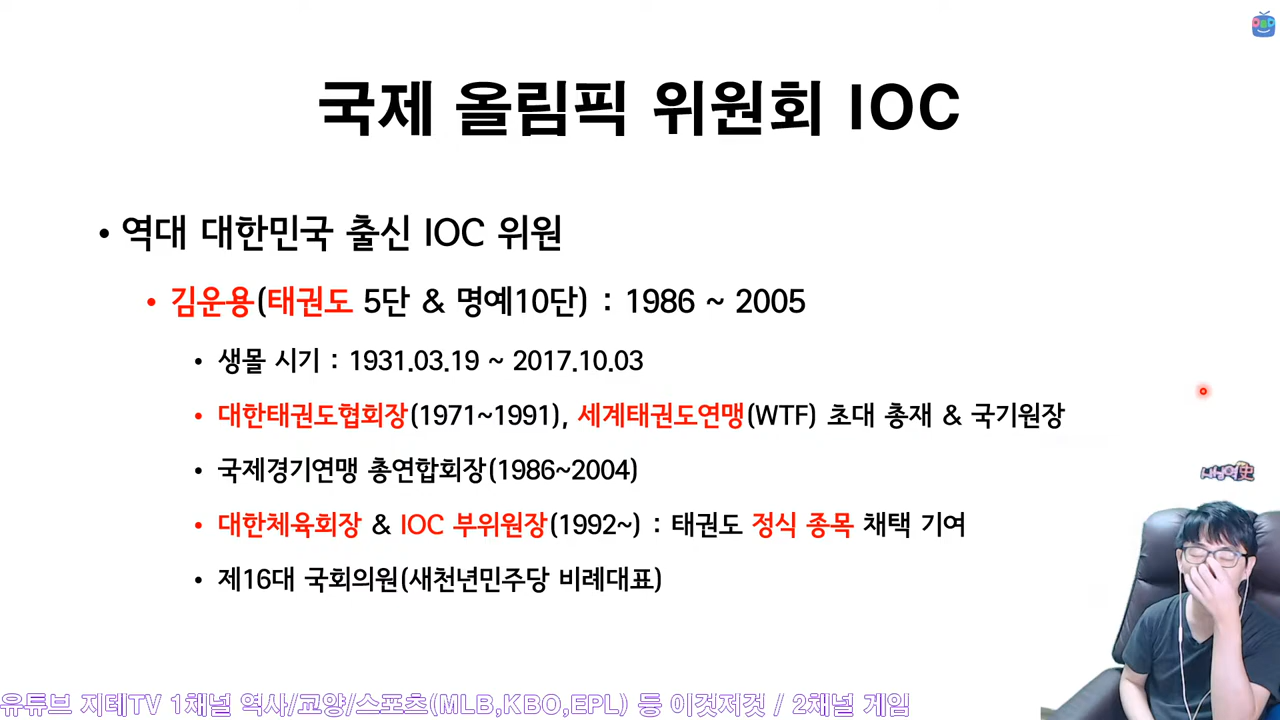 국제 올림픽 위원회 IOC
• 역대 대한민국 출신 IOC 위원
• 김운용(태권도 5단 & 명예10단) : 1986 ~ 2005
• 생몰 시기 : 1931.03.19 ~ 2017.10.03
• 대한태권도협회장(1971~1991), 세계태권도연맹(WTF) 초대 총재 & 국기원장
• 국제경기연맹 총연합회장(1986~2004)
• 대한체육회장 & IOC 부위원장(1992~) : 태권도 정식 종목 채택 기여
• 제16대 국회의원(새천년민주당 비례대표)
유튜브 지테TV 1채널 역사/교양/스포츠(MLB,KBO,EPL) 등 이것저것 / 2채널 게임